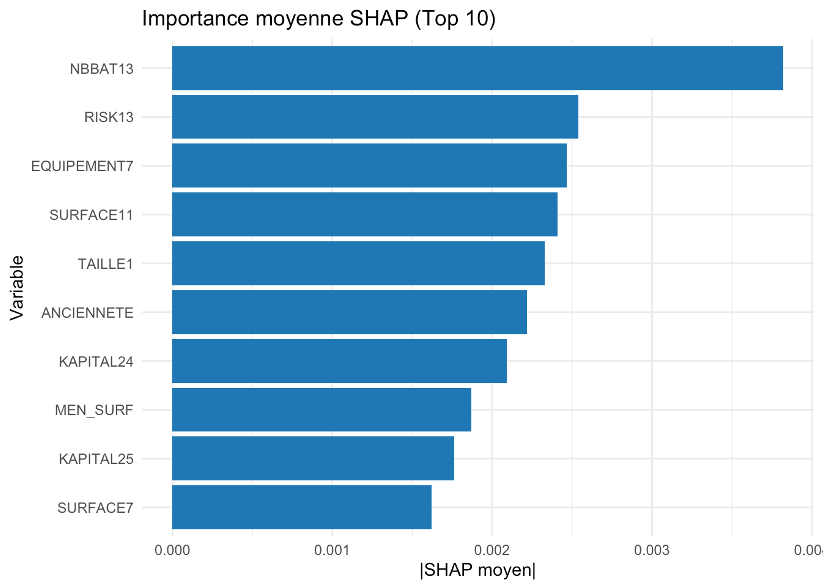 Importance moyenne SHAP (Top 10)
Variable
NBBAT13
RISK13
EQUIPEMENT7
SURFACE11
TAILLE1
ANCIENNETE
KAPITAL24
MEN_SURF
KAPITAL25
SURFACE7
0.000 0.001 0.002 0.003
|SHAP moyen|